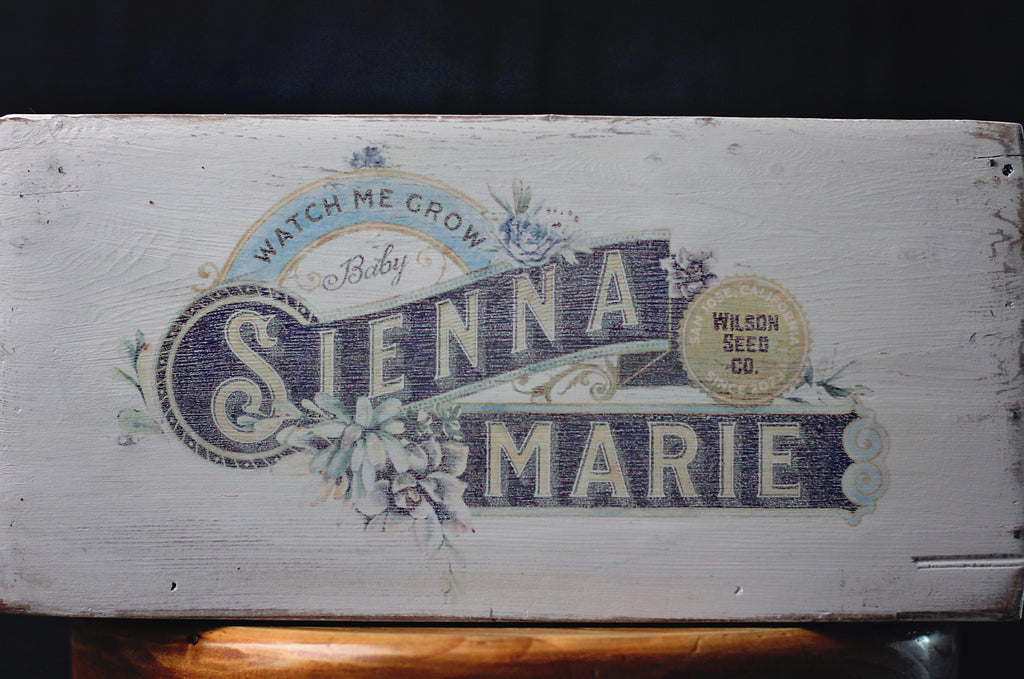 WATCH ME GROW
Baby
SIENNA
SAN JOSE, CALIFORNIA
WILSON
SEED
CO.
MARIE